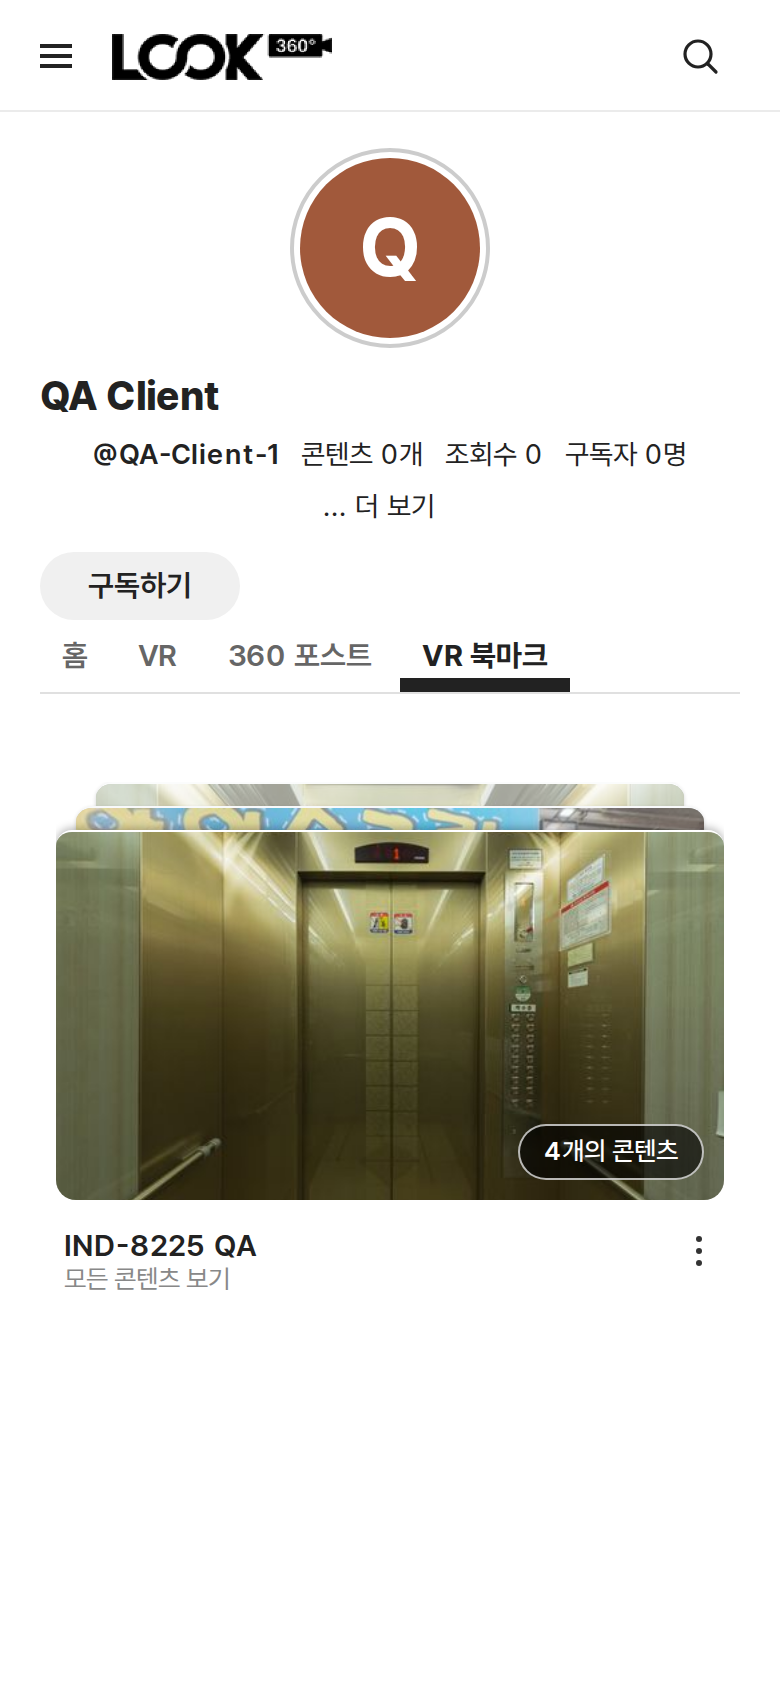 LOOK 360°
Q
QA Client
@QA-Client-1 콘텐츠 0개 조회수 0 구독자 0명
... 더 보기
구독하기
홈 VR 360 포스트 VR 북마크
1
4개의 콘텐츠
IND-8225 QA
모든 콘텐츠 보기